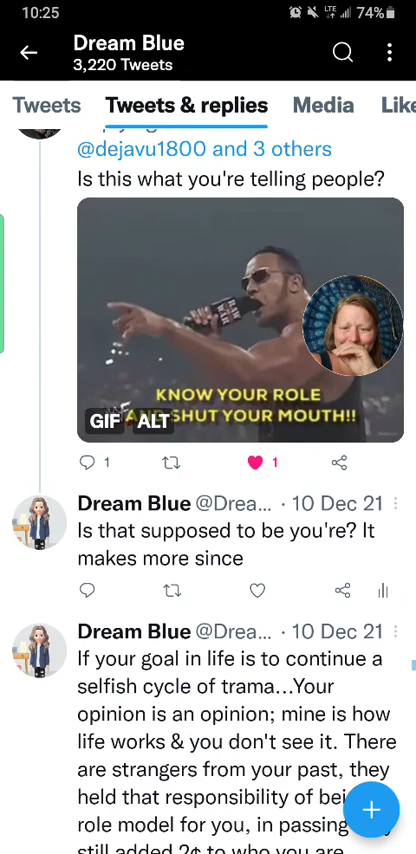 10:25
LTE
74%
Dream Blue
3,220 Tweets
Tweets
Tweets & replies
Media
Like
@dejavu1800 and 3 others
Is this what you're telling people?
RAW
KNOW YOUR ROLE
AND SHUT YOUR MOUTH!!
GIF
ALT
1
1
Dream Blue @Drea... · 10 Dec 21
Is that supposed to be you're? It
makes more since
Dream Blue @Drea... · 10 Dec 21
If your goal in life is to continue a
selfish cycle of trama...Your
opinion is an opinion; mine is how
life works & you don't see it. There
are strangers from your past, they
held that responsibility of bei
role model for you, in passing
still added 2¢ to who you are